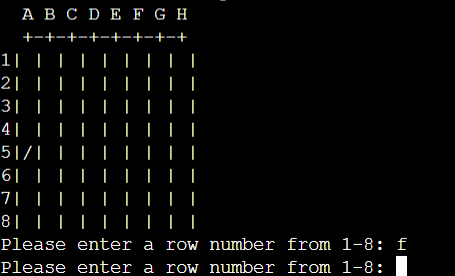 A B C D E F G H
  +-+-+-+-+-+-+-+
1| | | | | | | | |
2| | | | | | | | |
3| | | | | | | | |
4| | | | | | | | |
5|/| | | | | | | |
6| | | | | | | | |
7| | | | | | | | |
8| | | | | | | | |
Please enter a row number from 1-8: f
Please enter a row number from 1-8: